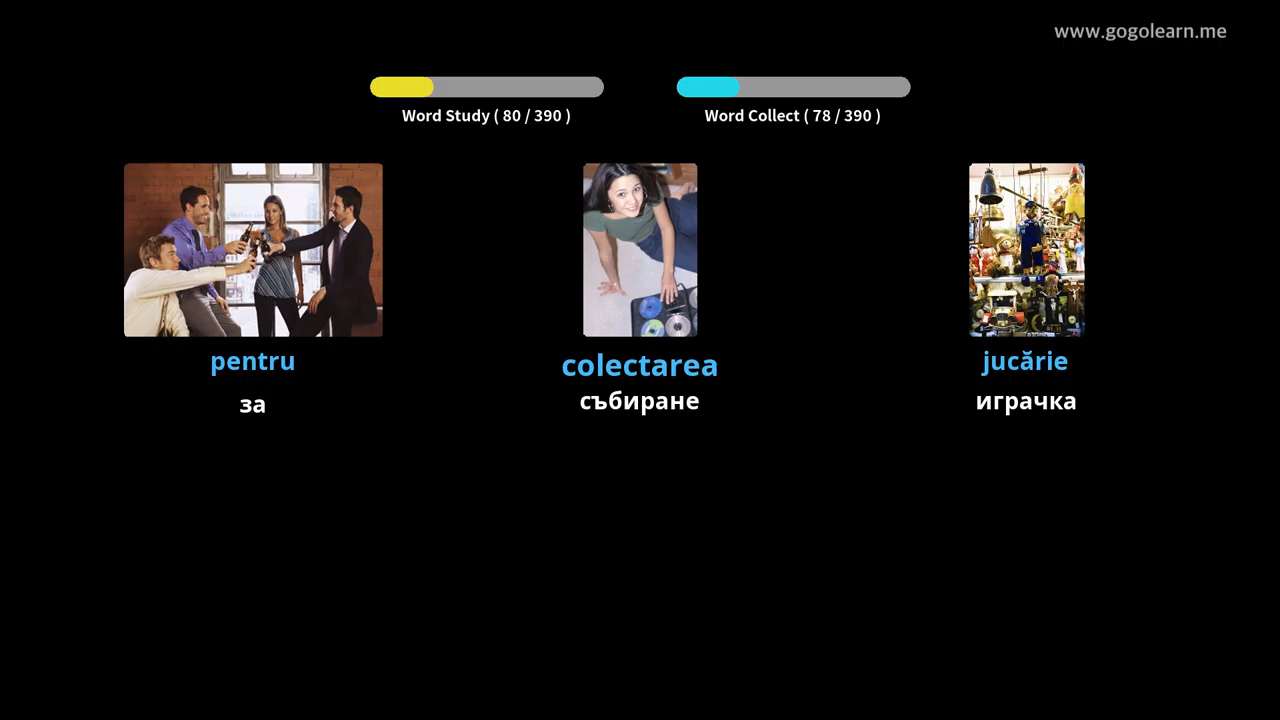 www.gogolearn.me
Word Study ( 80 / 390 )
Word Collect ( 78 / 390 )
pentru
за
colectarea
събиране
jucărie
играчка